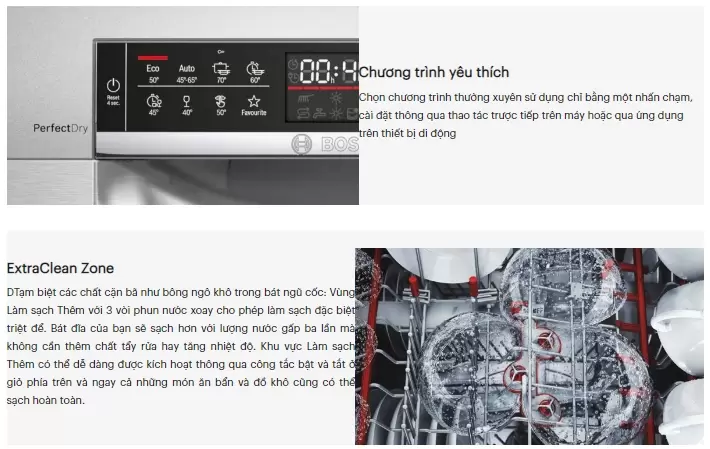 Eco
Auto
50°
45°-65°
70°
60°
Reset
4 sec.
45°
40°
50°
Favourite
00:4
h
PerfectDry
BOS
Chương trình yêu thích
Chọn chương trình thường xuyên sử dụng chỉ bằng một nhấn chạm,
cài đặt thông qua thao tác trược tiếp trên máy hoặc qua ứng dụng
trên thiết bị di động
ExtraClean Zone
DTạm biệt các chất cặn bã như bông ngô khô trong bát ngũ cốc: Vùng
Làm sạch Thêm với 3 vòi phun nước xoay cho phép làm sạch đặc biệt
triệt để. Bát đĩa của bạn sẽ sạch hơn với lượng nước gấp ba lần mà
không cần thêm chất tẩy rửa hay tăng nhiệt độ. Khu vực Làm sạch
Thêm có thể dễ dàng được kích hoạt thông qua công tắc bật và tắt ở
giỏ phía trên và ngay cả những món ăn bẩn và đồ khô cũng có thể
sạch hoàn toàn.